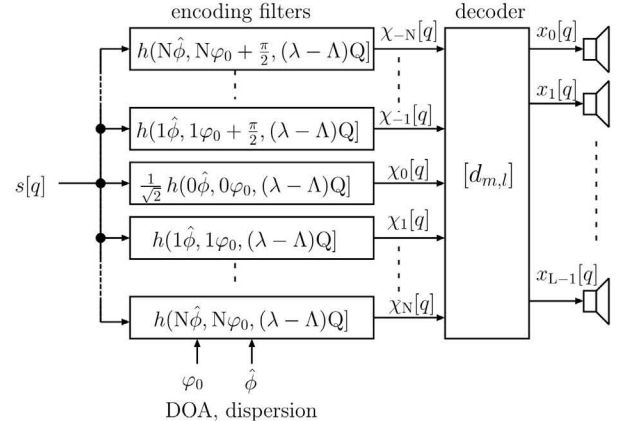 encoding filters
decoder
h(Nϕ̂, Nφ₀ + π/2, (λ − Λ)Q]
χ₋N[q]
x₀[q]
x₁[q]
h(1ϕ̂, 1φ₀ + π/2, (λ − Λ)Q]
χ₋₁[q]
s[q]
1/√2 h(0ϕ̂, 0φ₀, (λ − Λ)Q]
χ₀[q]
[dm,l]
h(1ϕ̂, 1φ₀, (λ − Λ)Q]
χ₁[q]
xL−1[q]
h(Nϕ̂, Nφ₀, (λ − Λ)Q]
χN[q]
φ₀ ϕ̂
DOA, dispersion